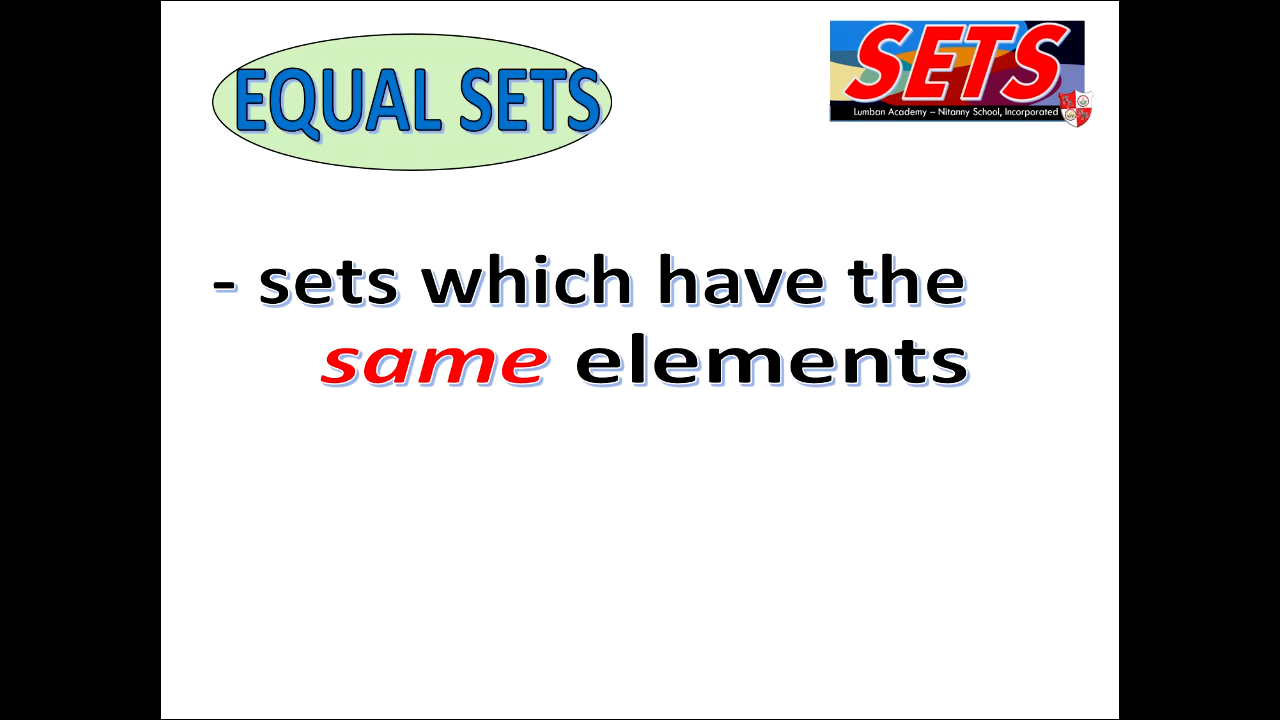 EQUAL SETS
SETS
Lumban Academy – Nitanny School, Incorporated
- sets which have the
same elements